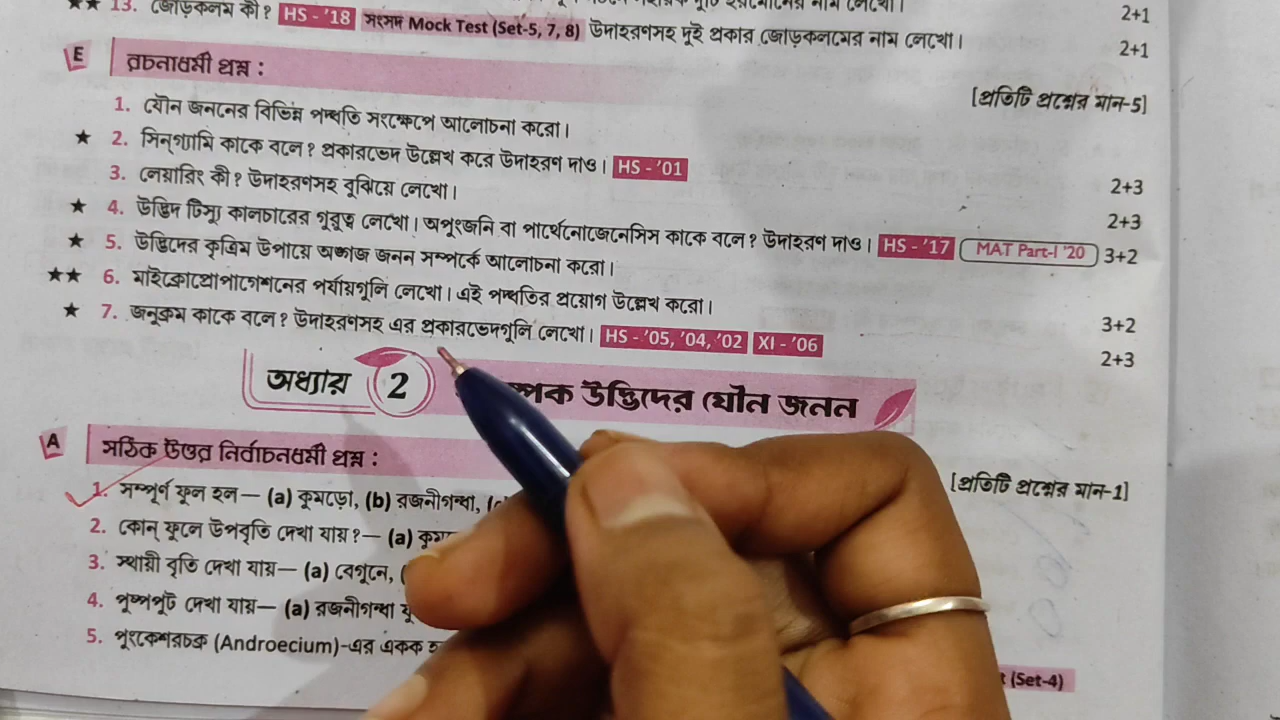 ★★ 13. জোড়কলম কী? HS - '18 সংসদ Mock Test (Set-5, 7, 8) উদাহরণসহ দুই প্রকার জোড়কলমের নাম লেখো।
2+1
2+1
E রচনাধর্মী প্রশ্ন :
[প্রতিটি প্রশ্নের মান-5]
1. যৌন জননের বিভিন্ন পদ্ধতি সংক্ষেপে আলোচনা করো।
★ 2. সিন্‌গ্যামি কাকে বলে? প্রকারভেদ উল্লেখ করে উদাহরণ দাও। HS - '01
2+3
3. লেয়ারিং কী? উদাহরণসহ বুঝিয়ে লেখো।
2+3
★ 4. উদ্ভিদ টিস্যু কালচারের গুরুত্ব লেখো। অপুংজনি বা পার্থেনোজেনেসিস কাকে বলে? উদাহরণ দাও। HS - '17 MAT Part-I '20 3+2
★ 5. উদ্ভিদের কৃত্রিম উপায়ে অঙ্গজ জনন সম্পর্কে আলোচনা করো।
★★ 6. মাইক্রোপ্রোপাগেশনের পর্যায়গুলি লেখো। এই পদ্ধতির প্রয়োগ উল্লেখ করো।
3+2
★ 7. জনুক্রম কাকে বলে? উদাহরণসহ এর প্রকারভেদগুলি লেখো। HS - '05, '04, '02 XI - '06
2+3
অধ্যায় 2 উদ্ভিদের যৌন জনন
A সঠিক উত্তর নির্বাচনধর্মী প্রশ্ন :
[প্রতিটি প্রশ্নের মান-1]
1. সম্পূর্ণ ফুল হল— (a) কুমড়ো, (b) রজনীগন্ধা,
2. কোন্ ফুলে উপবৃতি দেখা যায়?— (a)
3. স্থায়ী বৃতি দেখা যায়— (a) বেগুনে,
4. পুষ্পপুট দেখা যায়— (a) রজনীগন্ধা
5. পুংকেশরচক্র (Androecium)-এর একক
(Set-4)